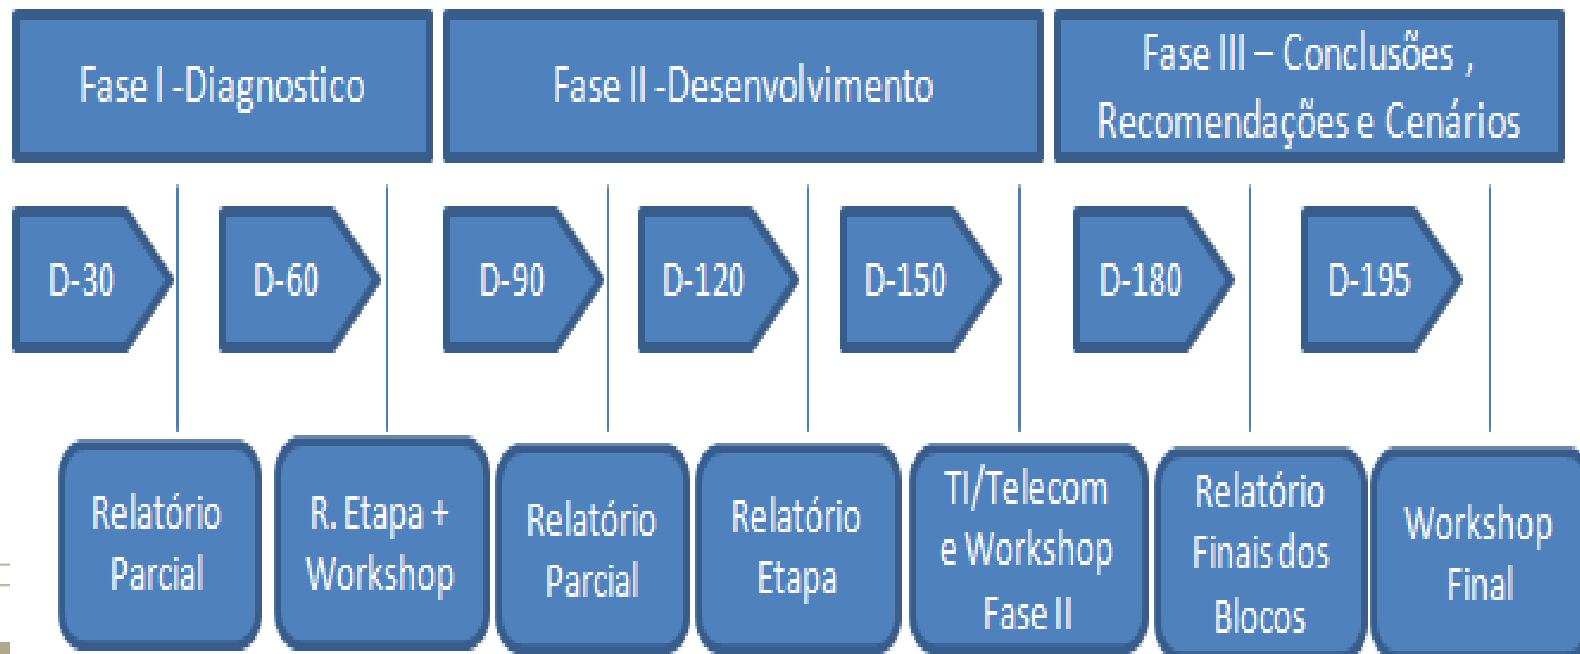 Fase I -Diagnostico
Fase II -Desenvolvimento
Fase III – Conclusões ,
Recomendações e Cenários
D-30
D-60
D-90
D-120
D-150
D-180
D-195
Relatório
Parcial
R. Etapa +
Workshop
Relatório
Parcial
Relatório
Etapa
TI/Telecom
e Workshop
Fase II
Relatório
Finais dos
Blocos
Workshop
Final